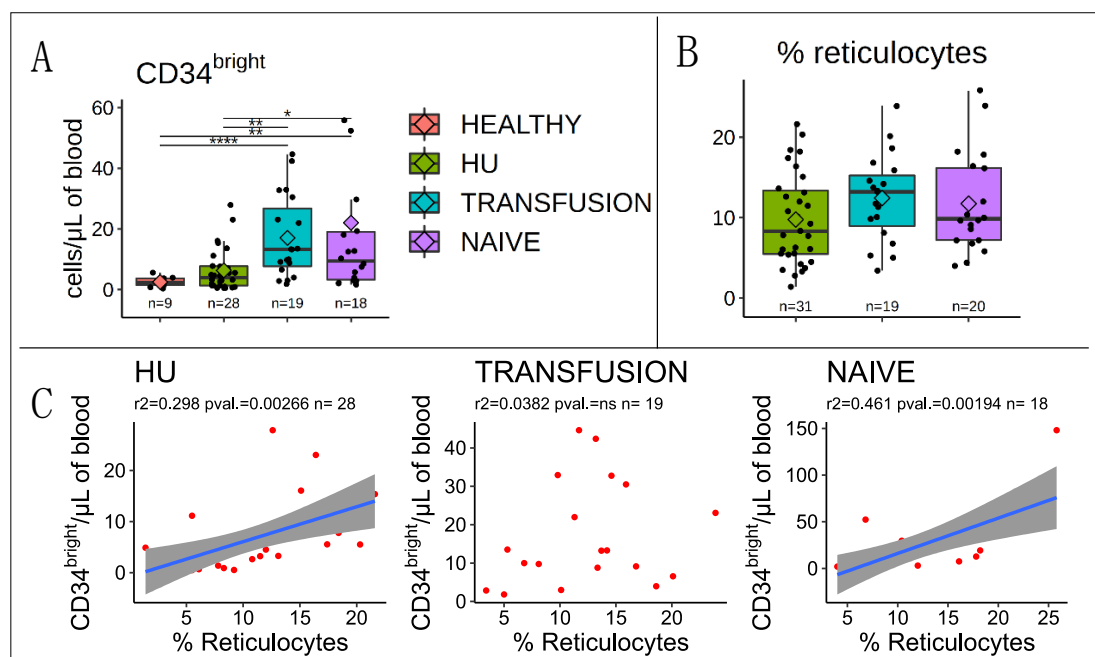 A
CD34bright
cells/µL of blood
60
40
20
0
*
**
**
****
n=9
n=28
n=19
n=18
HEALTHY
HU
TRANSFUSION
NAIVE
B
% reticulocytes
20
10
0
n=31
n=19
n=20
C
HU
r2=0.298 pval.=0.00266 n= 28
CD34bright/µL of blood
20
10
0
5
10
15
20
% Reticulocytes
TRANSFUSION
r2=0.0382 pval.=ns n= 19
CD34bright/µL of blood
40
30
20
10
0
5
10
15
20
% Reticulocytes
NAIVE
r2=0.461 pval.=0.00194 n= 18
CD34bright/µL of blood
150
100
50
0
5
10
15
20
25
% Reticulocytes